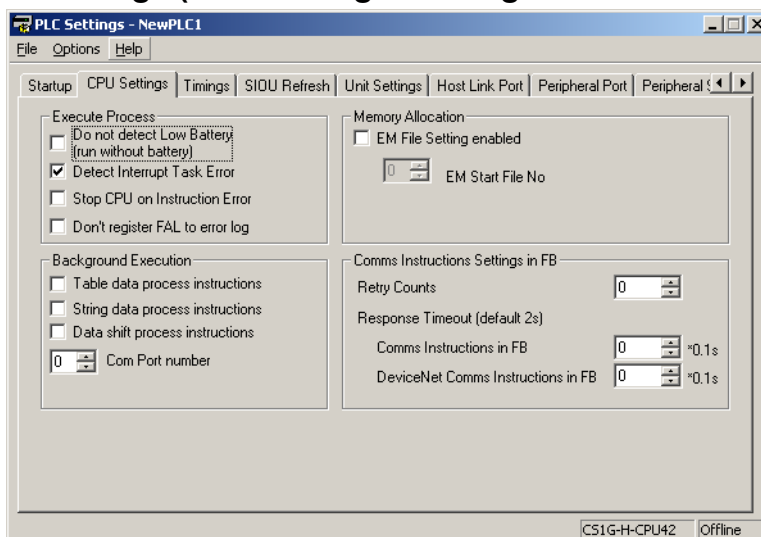 PLC Settings - NewPLC1
File Options Help
Startup CPU Settings Timings SIOU Refresh Unit Settings Host Link Port Peripheral Port Peripheral
Execute Process
Do not detect Low Battery
(run without battery)
Detect Interrupt Task Error
Stop CPU on Instruction Error
Don't register FAL to error log
Memory Allocation
EM File Setting enabled
0 EM Start File No
Background Execution
Table data process instructions
String data process instructions
Data shift process instructions
0 Com Port number
Comms Instructions Settings in FB
Retry Counts 0
Response Timeout (default 2s)
Comms Instructions in FB 0 *0.1s
DeviceNet Comms Instructions in FB 0 *0.1s
CS1G-H-CPU42 Offline